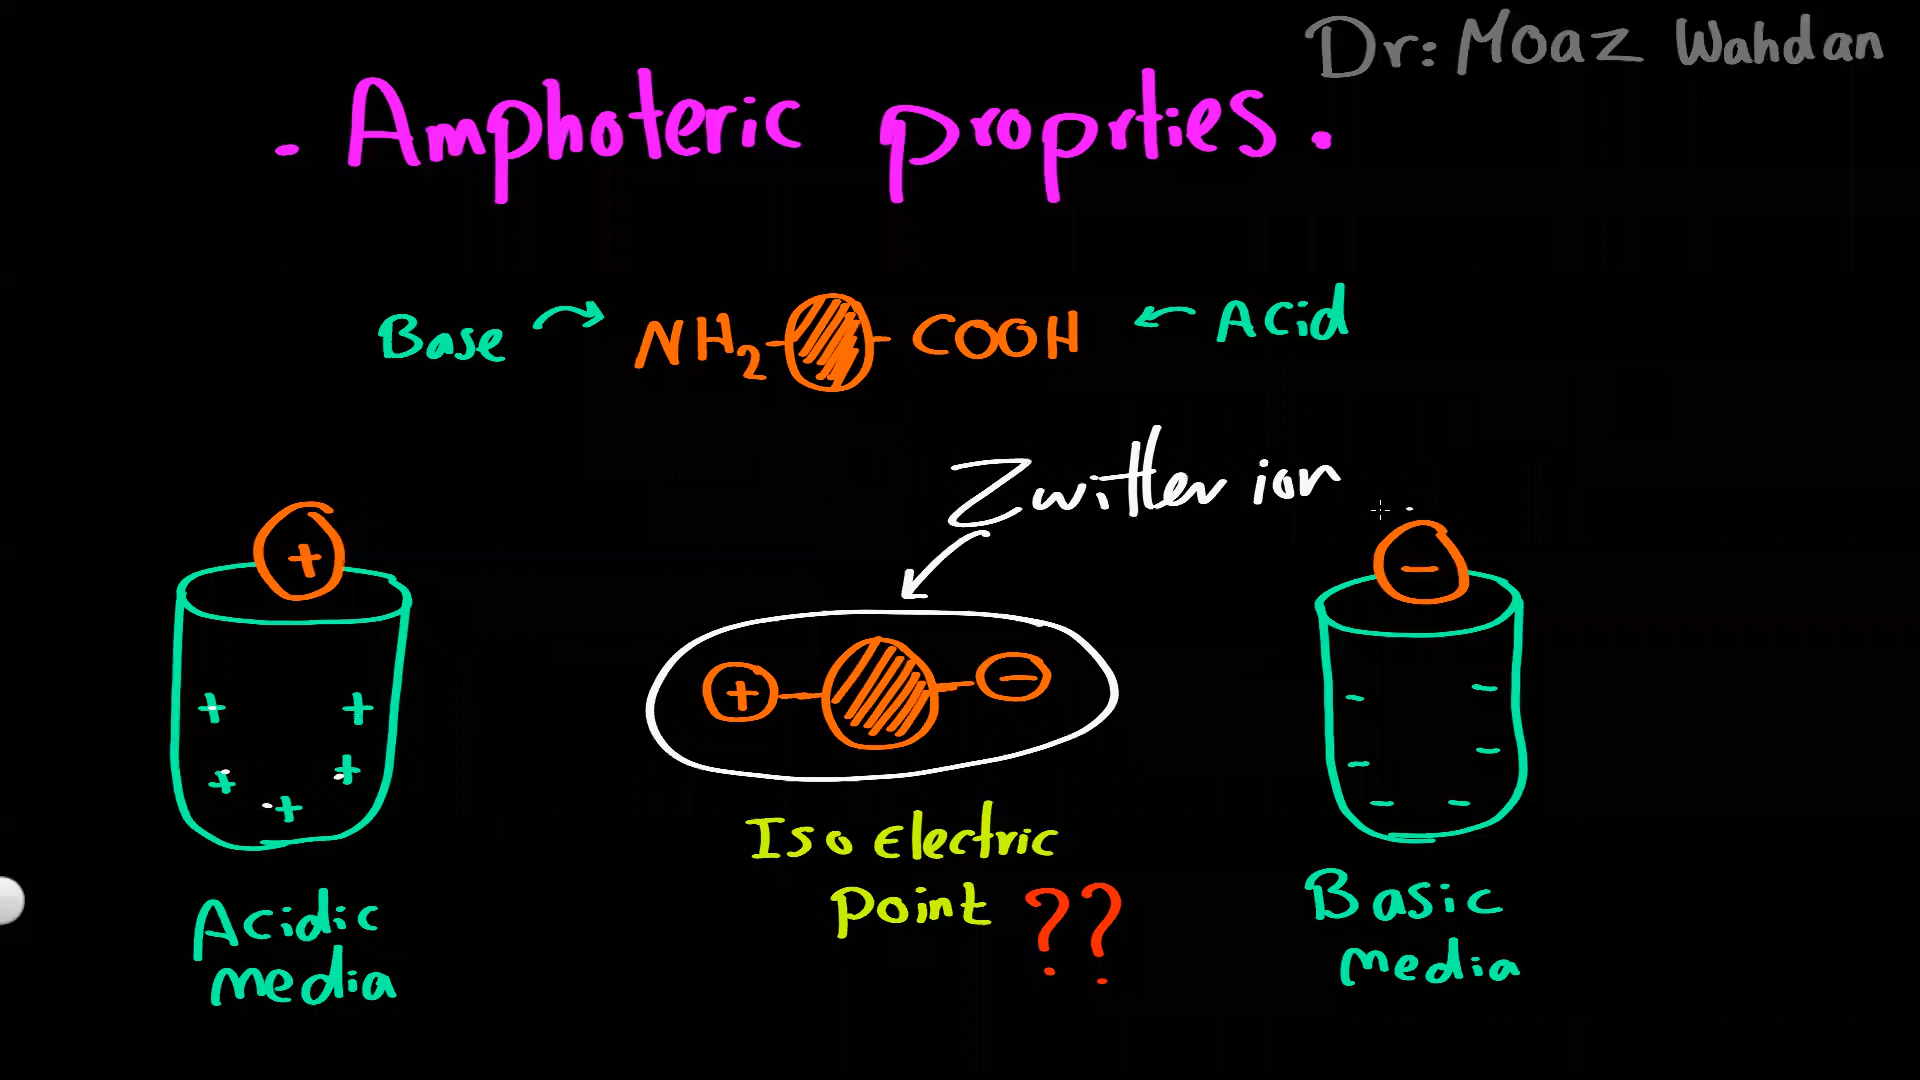 Dr: Moaz Wahdan
. Amphoteric proprties .
Base NH2 - COOH Acid
Zwitter ion
+ -
+ -
+ + - -
+ + - -
+ - -
Iso Electric
point ??
Acidic
media
Basic
media